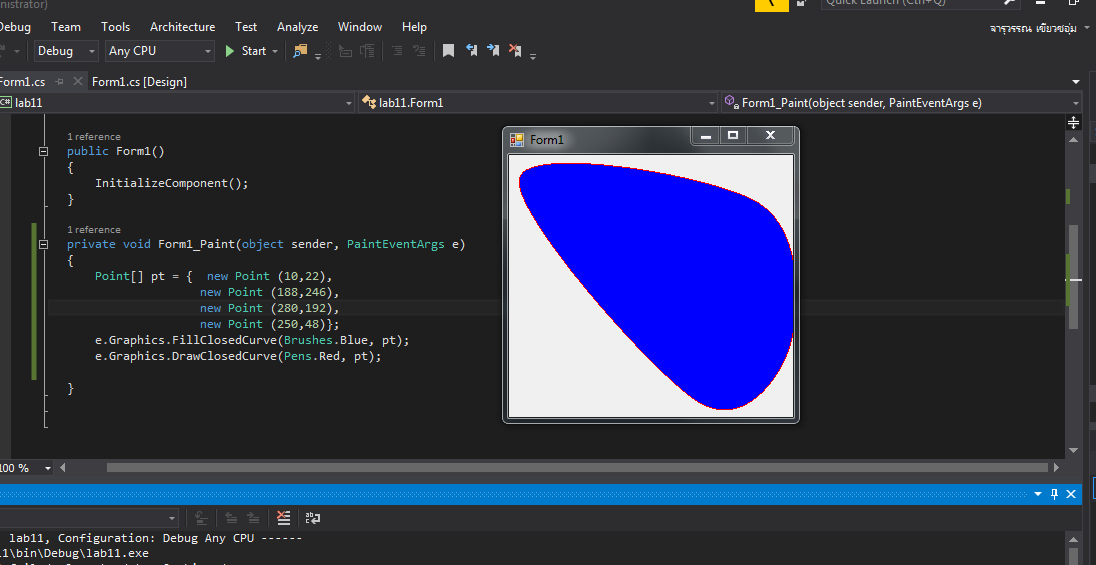 nistrator)
Quick Launch (Ctrl+Q)
Debug Team Tools Architecture Test Analyze Window Help
จารุวรรณ เขียวชอุ่ม
Debug Any CPU Start
Form1.cs Form1.cs [Design]
C# lab11 lab11.Form1 Form1_Paint(object sender, PaintEventArgs e)
1 reference
public Form1()
{
InitializeComponent();
}
1 reference
private void Form1_Paint(object sender, PaintEventArgs e)
{
Point[] pt = { new Point (10,22),
new Point (188,246),
new Point (280,192),
new Point (250,48)};
e.Graphics.FillClosedCurve(Brushes.Blue, pt);
e.Graphics.DrawClosedCurve(Pens.Red, pt);
}
Form1
100 %
lab11, Configuration: Debug Any CPU ------
11\bin\Debug\lab11.exe